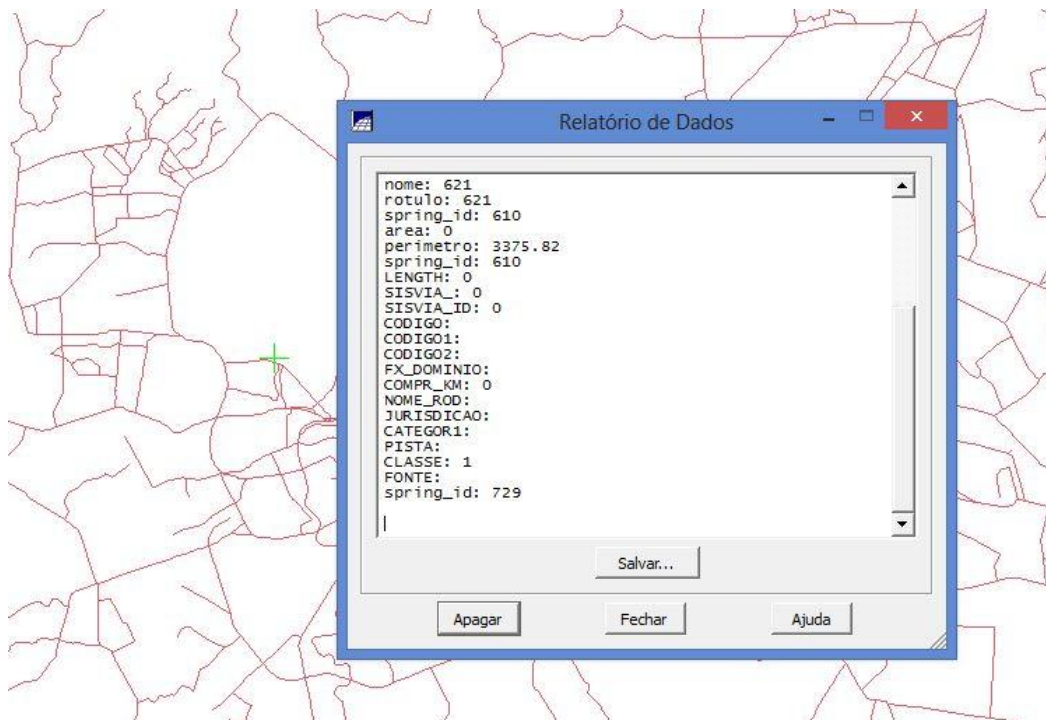 Relatório de Dados
nome: 621
rotulo: 621
spring_id: 610
area: 0
perimetro: 3375.82
spring_id: 610
LENGTH: 0
SISVIA_: 0
SISVIA_ID: 0
CODIGO:
CODIGO1:
CODIGO2:
FX_DOMINIO:
COMPR_KM: 0
NOME_ROD:
JURISDICAO:
CATEGOR1:
PISTA:
CLASSE: 1
FONTE:
spring_id: 729
Salvar...
Apagar Fechar Ajuda